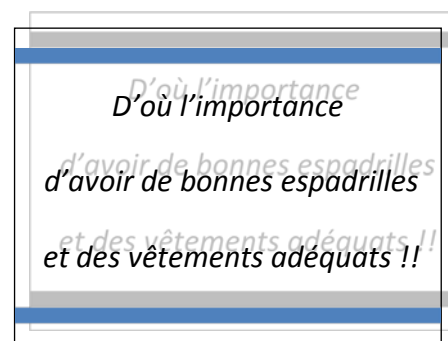 D'où l'importance
d'avoir de bonnes espadrilles
et des vêtements adéquats !!